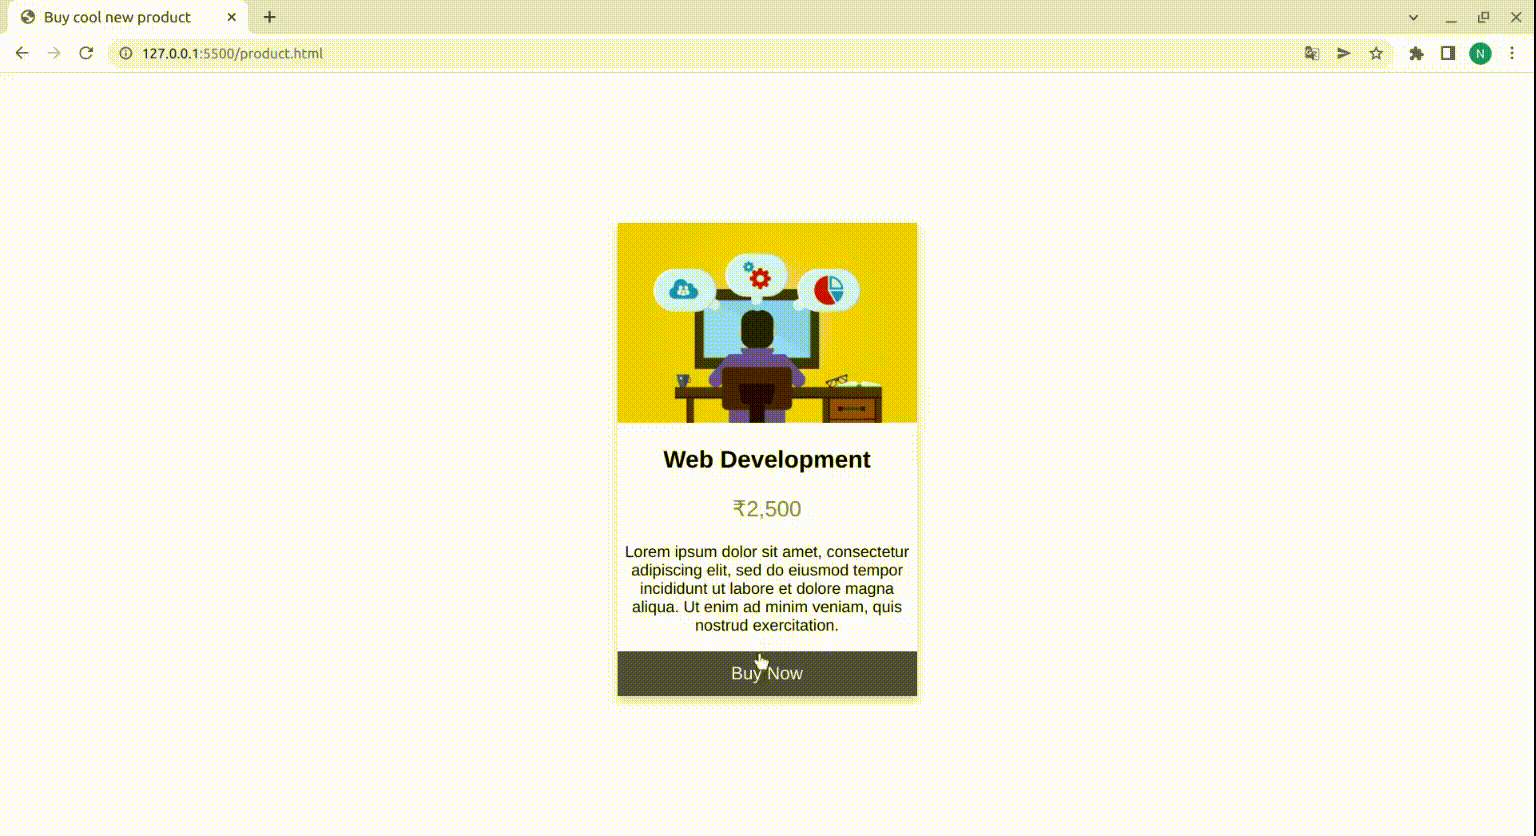 Buy cool new product
127.0.0.1:5500/product.html
N
Web Development
₹2,500
Lorem ipsum dolor sit amet, consectetur
adipiscing elit, sed do eiusmod tempor
incididunt ut labore et dolore magna
aliqua. Ut enim ad minim veniam, quis
nostrud exercitation.
Buy Now